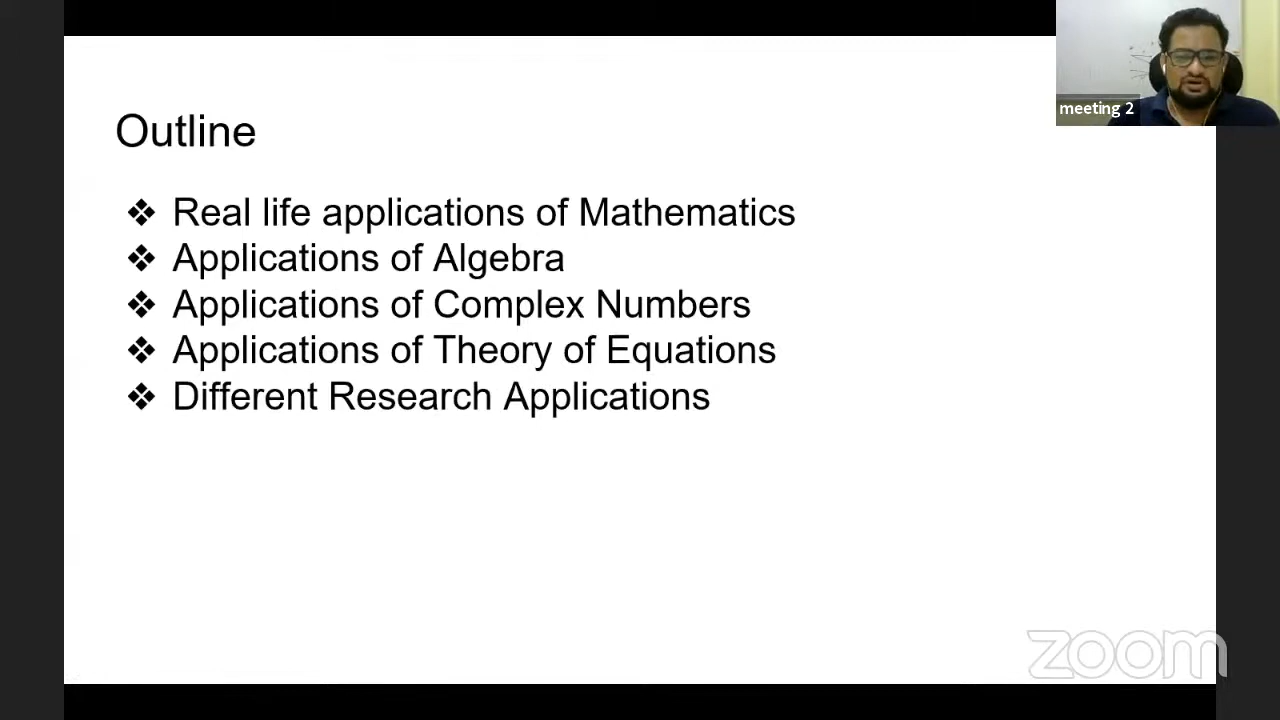 meeting 2
Outline
❖ Real life applications of Mathematics
❖ Applications of Algebra
❖ Applications of Complex Numbers
❖ Applications of Theory of Equations
❖ Different Research Applications
zoom